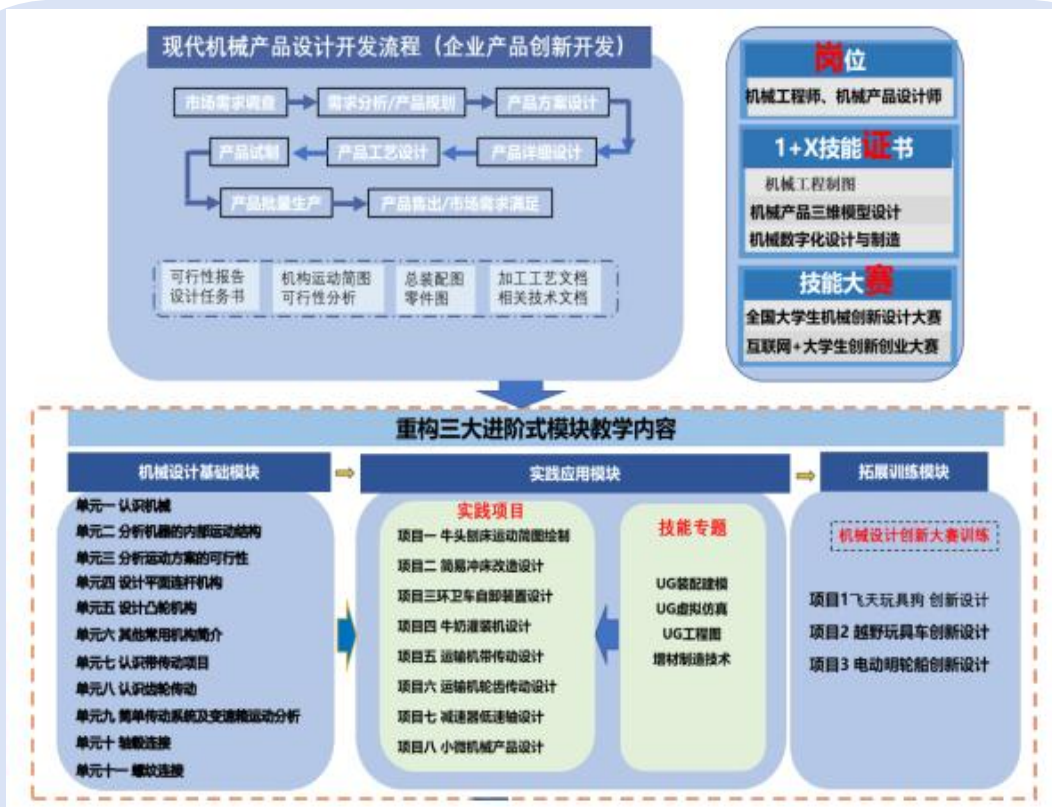 现代机械产品设计开发流程（企业产品创新开发）
市场需求调查
需求分析/产品规划
产品方案设计
产品试制
产品工艺设计
产品详细设计
产品批量生产
产品售出/市场需求满足
可行性报告
设计任务书
机构运动简图
可行性分析
总装配图
零件图
加工工艺文档
相关技术文档
岗位
机械工程师、机械产品设计师
1+X技能证书
机械工程制图
机械产品三维模型设计
机械数字化设计与制造
技能大赛
全国大学生机械创新设计大赛
互联网+大学生创新创业大赛
重构三大进阶式模块教学内容
机械设计基础模块
单元一 认识机械
单元二 分析机器的内部运动结构
单元三 分析运动方案的可行性
单元四 设计平面连杆机构
单元五 设计凸轮机构
单元六 其他常用机构简介
单元七 认识带传动项目
单元八 认识齿轮传动
单元九 简单传动系统及变速箱运动分析
单元十 轴毂连接
单元十一 螺纹连接
实践应用模块
实践项目
项目一 牛头刨床运动简图绘制
项目二 简易冲床改造设计
项目三环卫车自卸装置设计
项目四 牛奶灌装机设计
项目五 运输机带传动设计
项目六 运输机轮齿传动设计
项目七 减速器低速轴设计
项目八 小微机械产品设计
技能专题
UG装配建模
UG虚拟仿真
UG工程图
增材制造技术
拓展训练模块
机械设计创新大赛训练
项目1飞天玩具狗 创新设计
项目2 越野玩具车创新设计
项目3 电动明轮船创新设计